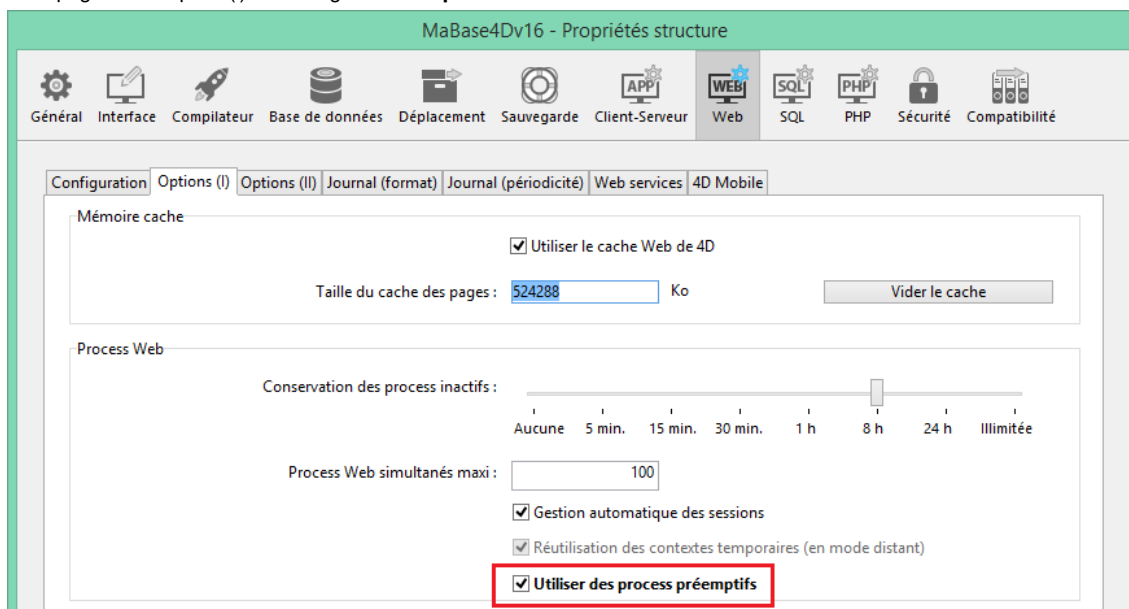 MaBase4Dv16 - Propriétés structure
APP WEB SQL PHP
Général Interface Compilateur Base de données Déplacement Sauvegarde Client-Serveur Web SQL PHP Sécurité Compatibilité
Configuration Options (I) Options (II) Journal (format) Journal (périodicité) Web services 4D Mobile
Mémoire cache
Utiliser le cache Web de 4D
Taille du cache des pages : 524288 Ko Vider le cache
Process Web
Conservation des process inactifs :
Aucune 5 min. 15 min. 30 min. 1 h 8 h 24 h Illimitée
Process Web simultanés maxi : 100
Gestion automatique des sessions
Réutilisation des contextes temporaires (en mode distant)
Utiliser des process préemptifs